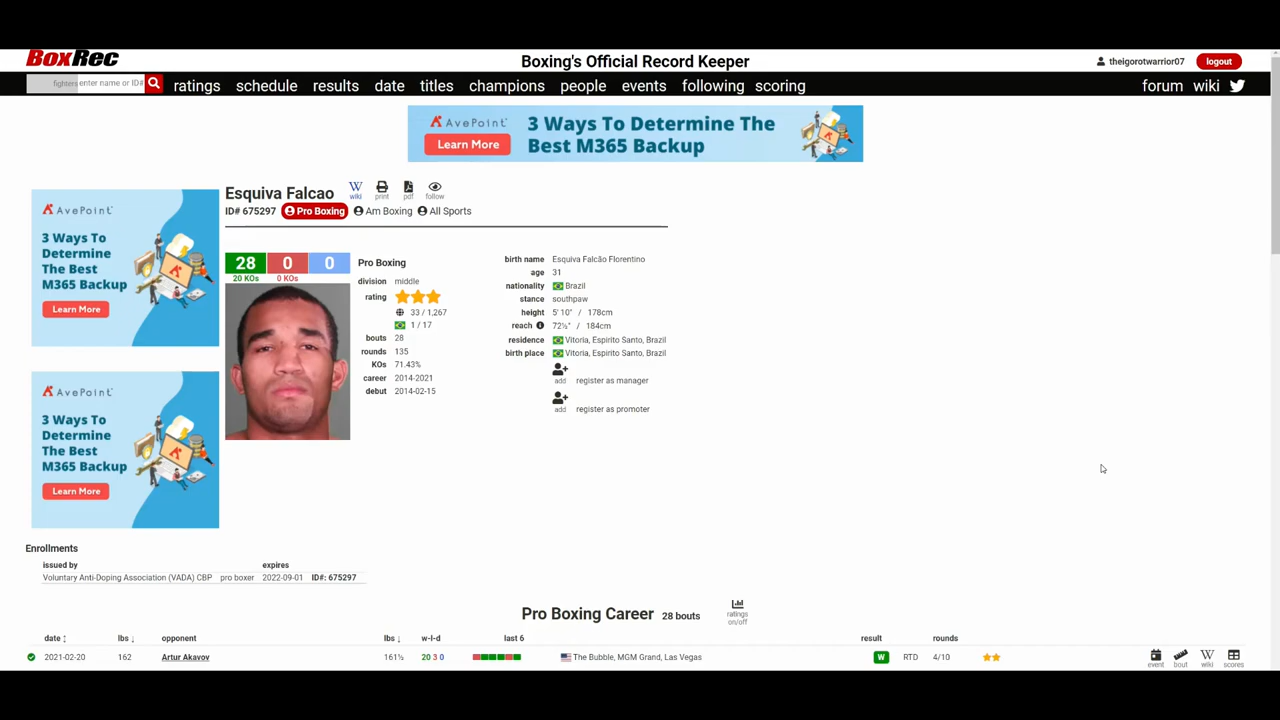 BoxRec
Boxing's Official Record Keeper
theigorotwarrior07
logout
fighters
enter name or ID#
ratings
schedule
results
date
titles
champions
people
events
following
scoring
forum
wiki
AvePoint
Learn More
3 Ways To Determine The
Best M365 Backup
AvePoint
3 Ways To
Determine
The Best
M365 Backup
Learn More
AvePoint
3 Ways To
Determine
The Best
M365 Backup
Learn More
Esquiva Falcao
wiki
print
pdf
follow
ID# 675297
Pro Boxing
Am Boxing
All Sports
28 0 0
20 KOs 0 KOs
Pro Boxing
division middle
rating
33 / 1,267
1 / 17
bouts 28
rounds 135
KOs 71.43%
career 2014-2021
debut 2014-02-15
birth name Esquiva Falcão Florentino
age 31
nationality Brazil
stance southpaw
height 5' 10" / 178cm
reach 72½" / 184cm
residence Vitoria, Espirito Santo, Brazil
birth place Vitoria, Espirito Santo, Brazil
add register as manager
add register as promoter
Enrollments
issued by expires
Voluntary Anti-Doping Association (VADA) CBP pro boxer 2022-09-01 ID#: 675297
Pro Boxing Career 28 bouts
ratings
on/off
date lbs opponent lbs w-l-d last 6 result rounds
2021-02-20 162 Artur Akavov 161½ 20 3 0 The Bubble, MGM Grand, Las Vegas W RTD 4/10
event bout wiki scores